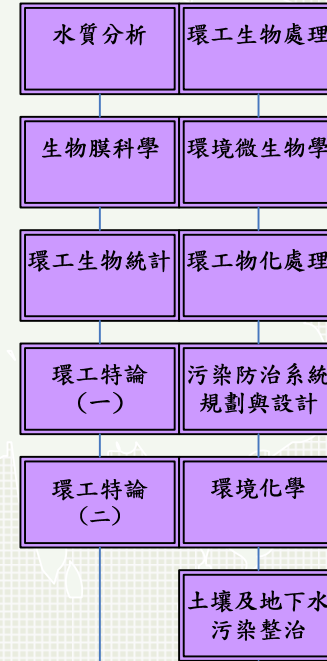 水質分析
環工生物處理
生物膜科學
環境微生物學
環工生物統計
環工物化處理
環工特論
（一）
污染防治系統
規劃與設計
環工特論
（二）
環境化學
土壤及地下水
污染整治